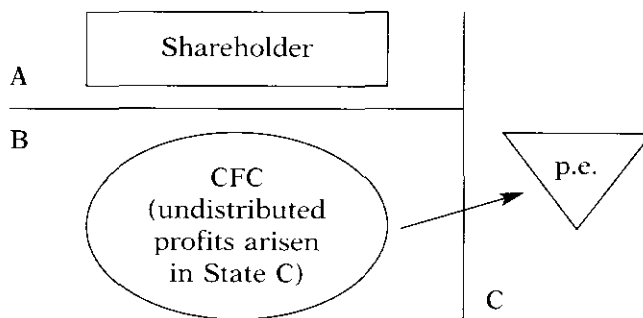 Shareholder
A
B
CFC
(undistributed
profits arisen
in State C)
p.e.
C